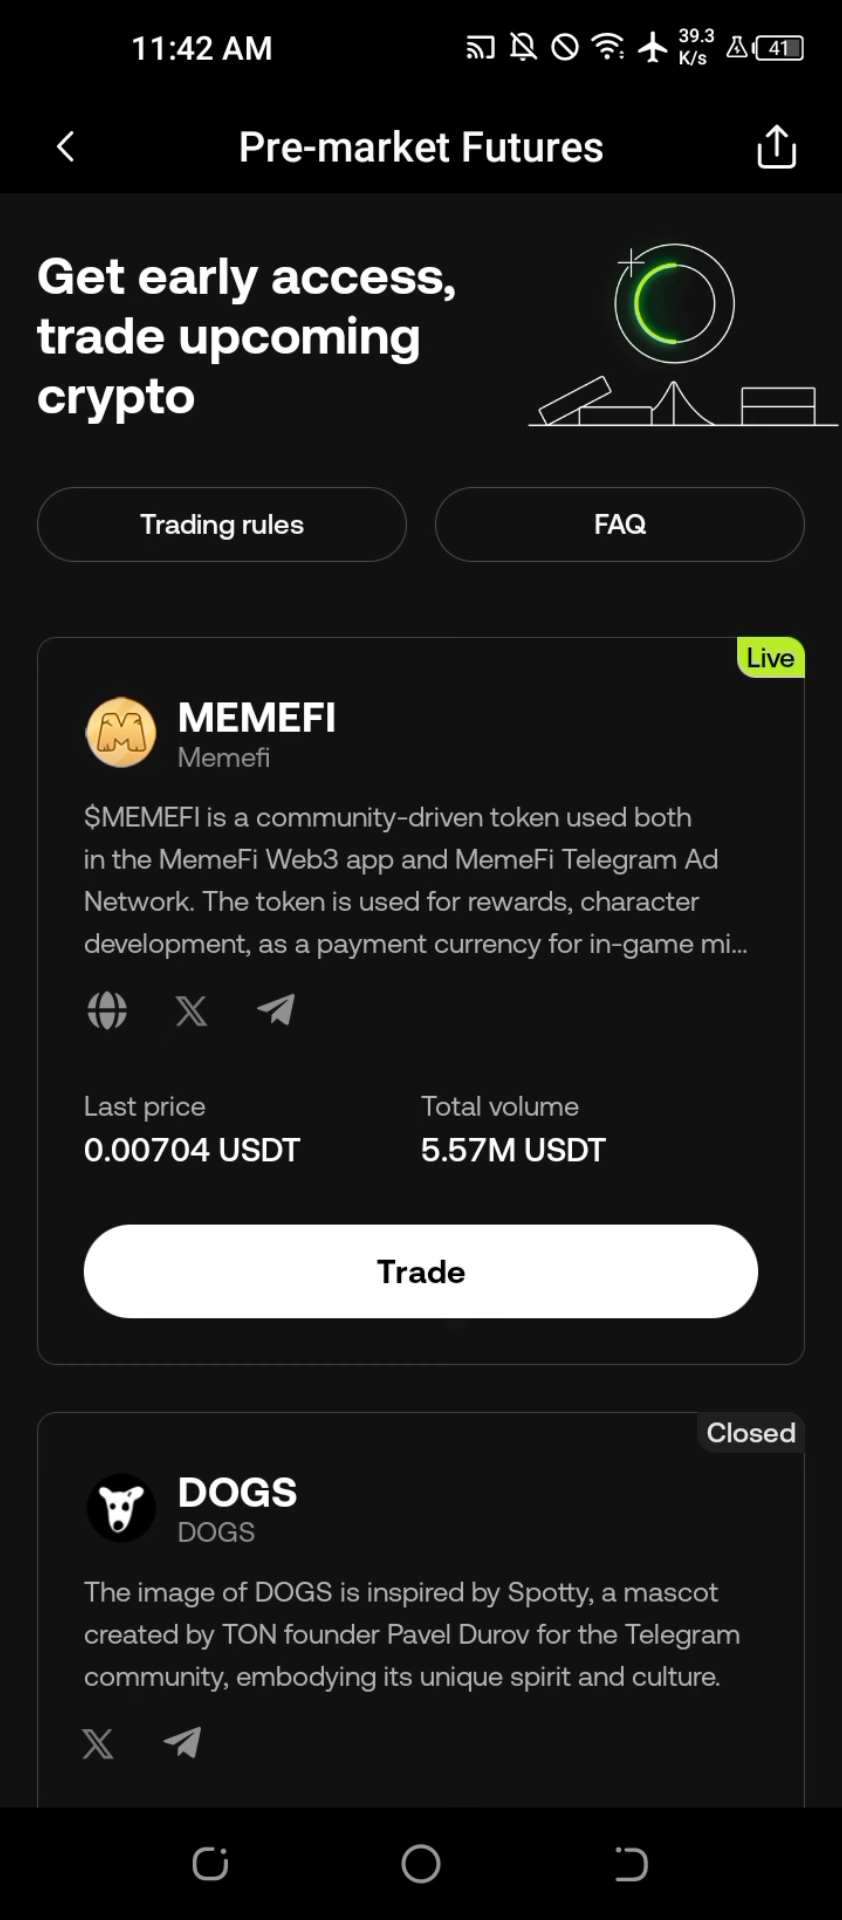 11:42 AM
39.3
K/s
41
Pre-market Futures
Get early access,
trade upcoming
crypto
Trading rules
FAQ
Live
MEMEFI
Memefi
$MEMEFI is a community-driven token used both
in the MemeFi Web3 app and MemeFi Telegram Ad
Network. The token is used for rewards, character
development, as a payment currency for in-game mi...
Last price
Total volume
0.00704 USDT
5.57M USDT
Trade
Closed
DOGS
DOGS
The image of DOGS is inspired by Spotty, a mascot
created by TON founder Pavel Durov for the Telegram
community, embodying its unique spirit and culture.